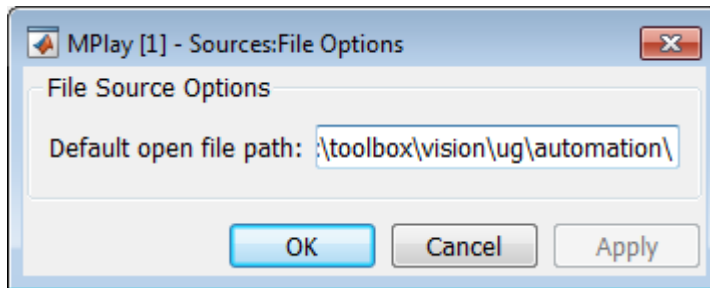 MPlay [1] - Sources:File Options
File Source Options
Default open file path: :\toolbox\vision\ug\automation\
OK Cancel Apply